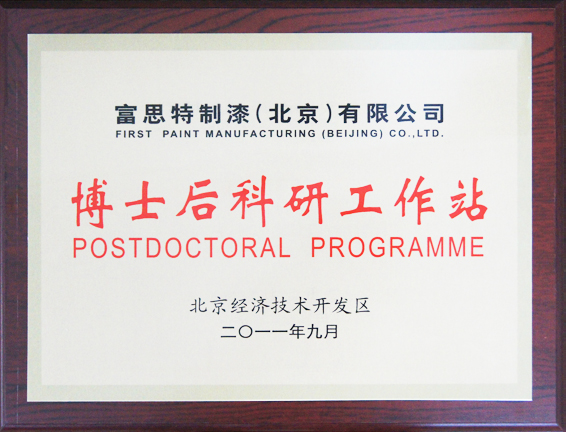 富思特制漆(北京)有限公司
FIRST PAINT MANUFACTURING (BEIJING) CO.,LTD.
博士后科研工作站
POSTDOCTORAL PROGRAMME
北京经济技术开发区
二〇一一年九月